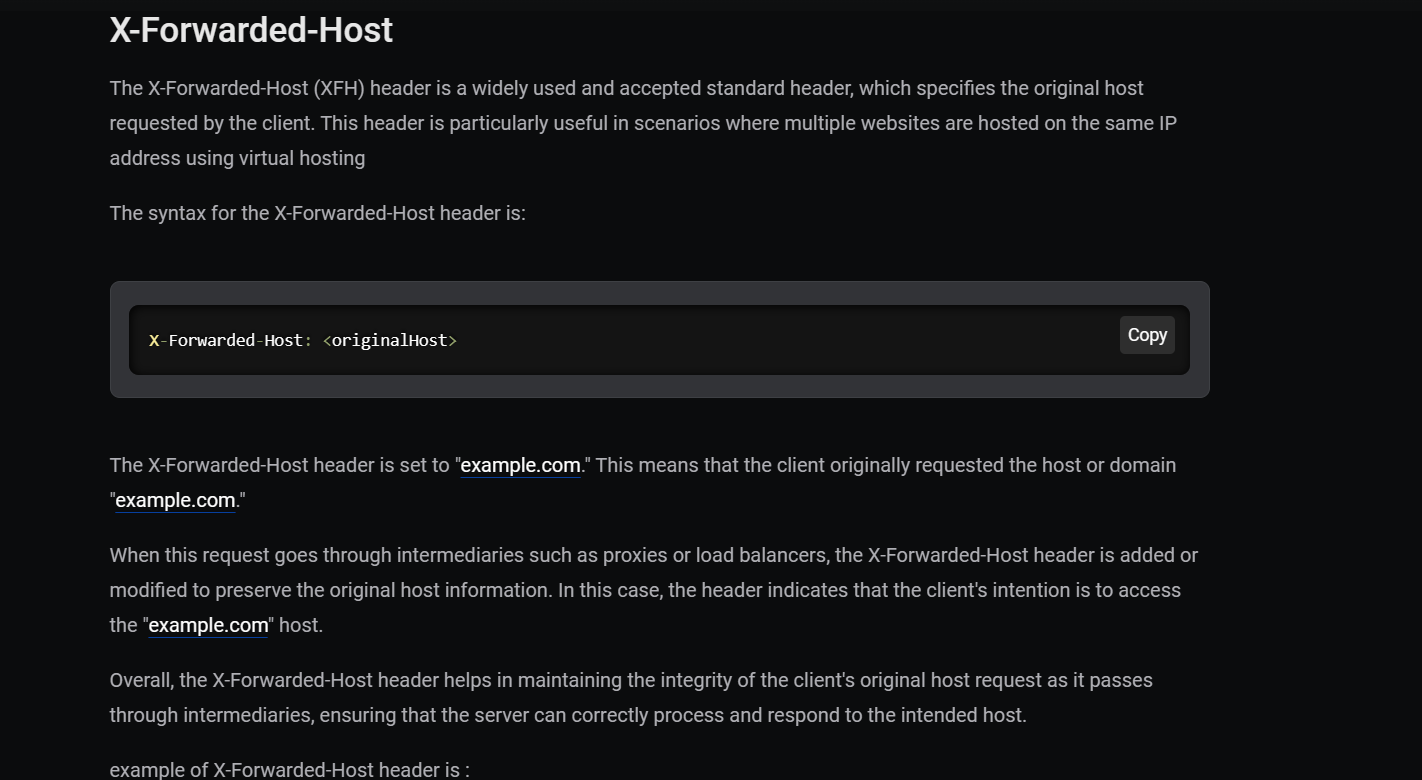 X-Forwarded-Host
The X-Forwarded-Host (XFH) header is a widely used and accepted standard header, which specifies the original host
requested by the client. This header is particularly useful in scenarios where multiple websites are hosted on the same IP
address using virtual hosting
The syntax for the X-Forwarded-Host header is:
X-Forwarded-Host: <originalHost>
Copy
The X-Forwarded-Host header is set to "example.com." This means that the client originally requested the host or domain
"example.com."
When this request goes through intermediaries such as proxies or load balancers, the X-Forwarded-Host header is added or
modified to preserve the original host information. In this case, the header indicates that the client's intention is to access
the "example.com" host.
Overall, the X-Forwarded-Host header helps in maintaining the integrity of the client's original host request as it passes
through intermediaries, ensuring that the server can correctly process and respond to the intended host.
example of X-Forwarded-Host header is :